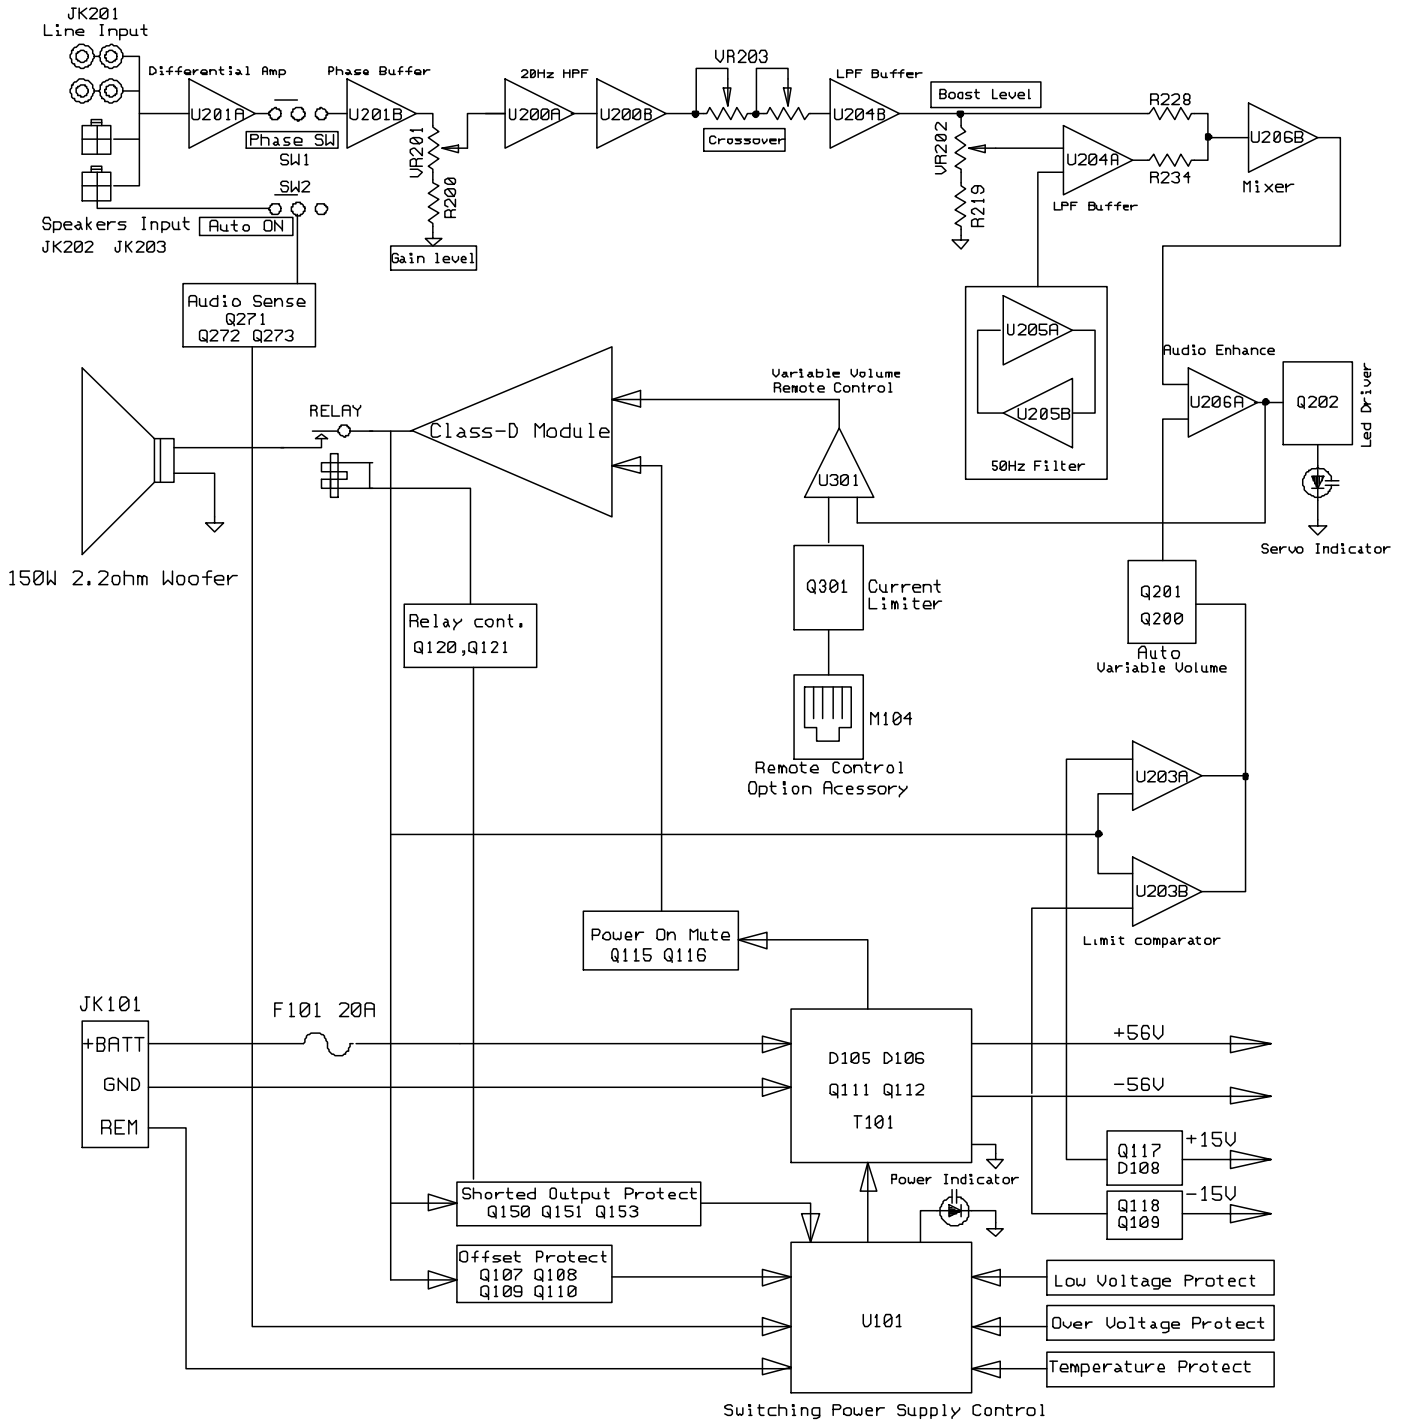 JK201
Line Input
Differential Amp
U201A
Phase SW
SW1
Phase Buffer
U201B
VR201
R200
Gain level
20Hz HPF
U200A
U200B
VR203
Crossover
LPF Buffer
U204B
Boast Level
VR202
R219
U204A
LPF Buffer
R228
R234
U206B
Mixer
SW2
Speakers Input
Auto ON
JK202 JK203
Audio Sense
Q271
Q272 Q273
U205A
U205B
50Hz Filter
Audio Enhance
U206A
Q202
Led Driver
Servo Indicator
Variable Volume
Remote Control
RELAY
Class-D Module
U301
150W 2.2ohm Woofer
Q301
Current
Limiter
Q201
Q200
Auto
Variable Volume
Relay cont.
Q120,Q121
M104
Remote Control
Option Acessory
U203A
U203B
Limit comparator
Power On Mute
Q115 Q116
JK101
F101 20A
+BATT
GND
REM
D105 D106
Q111 Q112
T101
+56V
-56V
Q117
D108
+15V
Q118
Q109
-15V
Power Indicator
Shorted Output Protect
Q150 Q151 Q153
Offset Protect
Q107 Q108
Q109 Q110
U101
Low Voltage Protect
Over Voltage Protect
Temperature Protect
Switching Power Supply Control